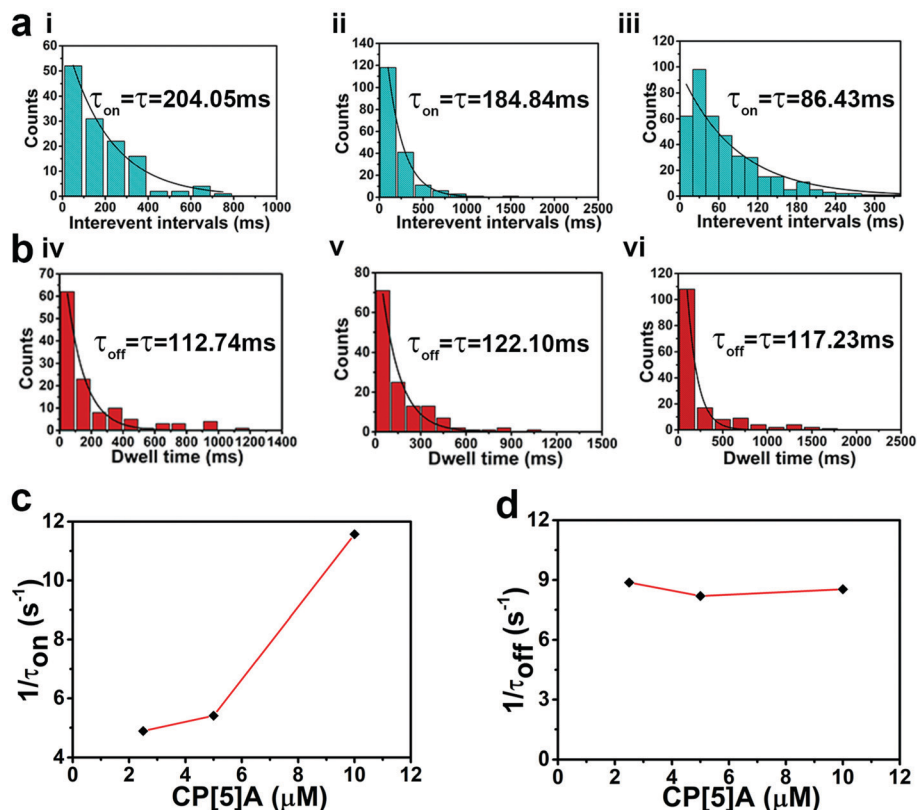 a i
60
50
40
30
20
10
0
Counts
τon=τ=204.05ms
0 200 400 600 800 1000
Interevent intervals (ms)
ii
140
120
100
80
60
40
20
0
Counts
τon=τ=184.84ms
0 500 1000 1500 2000 2500
Interevent intervals (ms)
iii
120
100
80
60
40
20
0
Counts
τon=τ=86.43ms
0 60 120 180 240 300
Interevent intervals (ms)
b iv
70
60
50
40
30
20
10
0
Counts
τoff=τ=112.74ms
0 200 400 600 800 1000 1200 1400
Dwell time (ms)
v
80
60
40
20
0
Counts
τoff=τ=122.10ms
0 300 600 900 1200 1500
Dwell time (ms)
vi
120
100
80
60
40
20
0
Counts
τoff=τ=117.23ms
0 500 1000 1500 2000 2500
Dwell time (ms)
c
12
10
8
6
4
1/τon (s⁻¹)
0 2 4 6 8 10 12
CP[5]A (μM)
d
12
9
6
3
0
1/τoff (s⁻¹)
0 2 4 6 8 10 12
CP[5]A (μM)